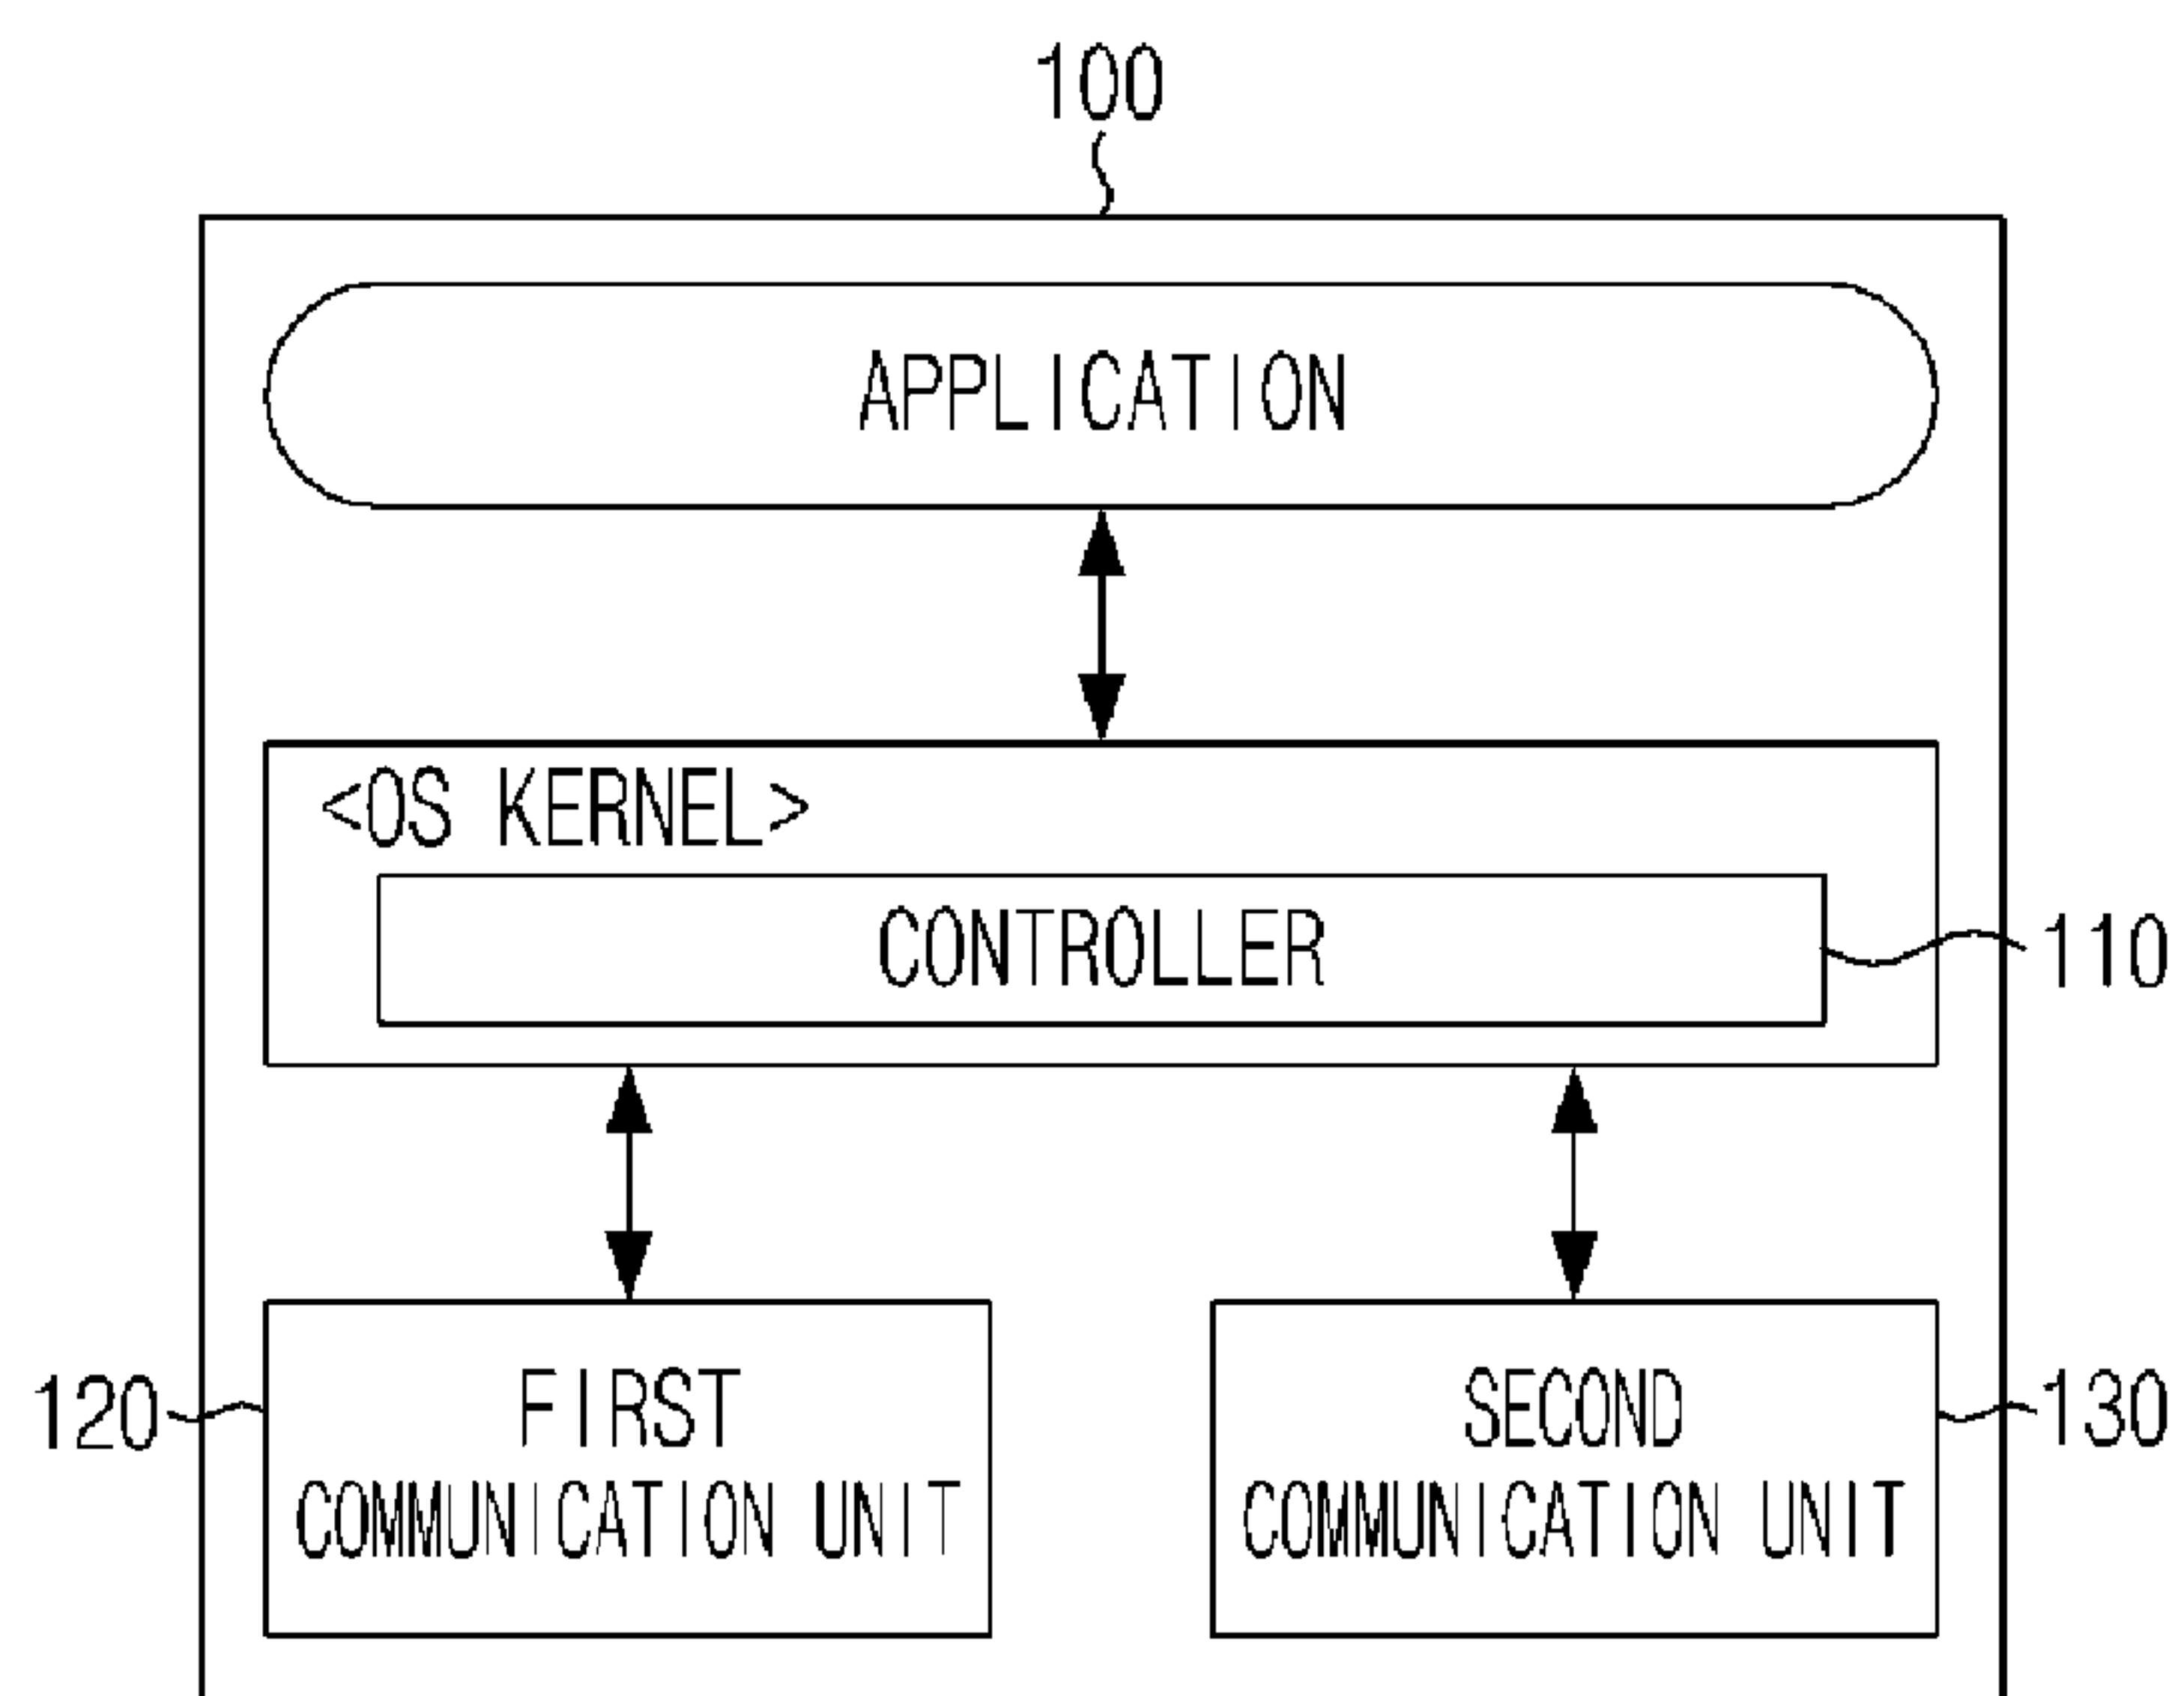 100
APPLICATION
<OS KERNEL>
CONTROLLER
110
120
FIRST
COMMUNICATION UNIT
SECOND
COMMUNICATION UNIT
130